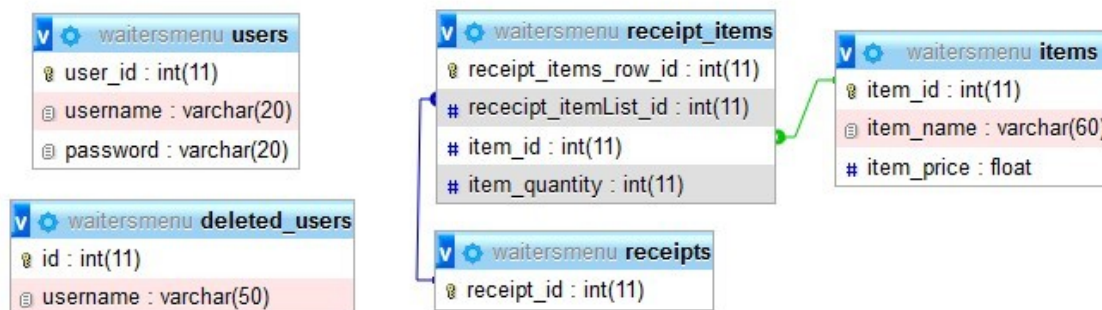 v waitersmenu users
user_id : int(11)
username : varchar(20)
password : varchar(20)
v waitersmenu deleted_users
id : int(11)
username : varchar(50)
v waitersmenu receipt_items
receipt_items_row_id : int(11)
# rececipt_itemList_id : int(11)
# item_id : int(11)
# item_quantity : int(11)
v waitersmenu receipts
receipt_id : int(11)
v waitersmenu items
item_id : int(11)
item_name : varchar(60)
# item_price : float